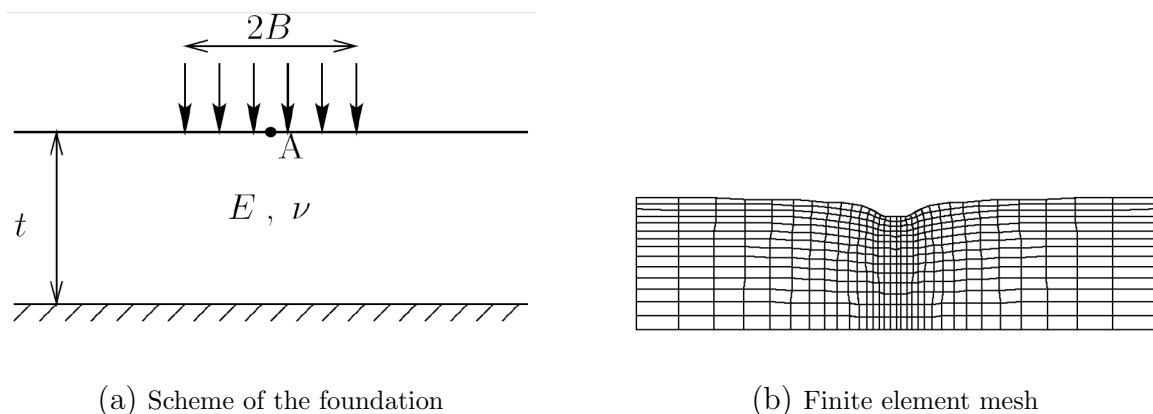 2B
A
E , ν
t
(a) Scheme of the foundation
(b) Finite element mesh